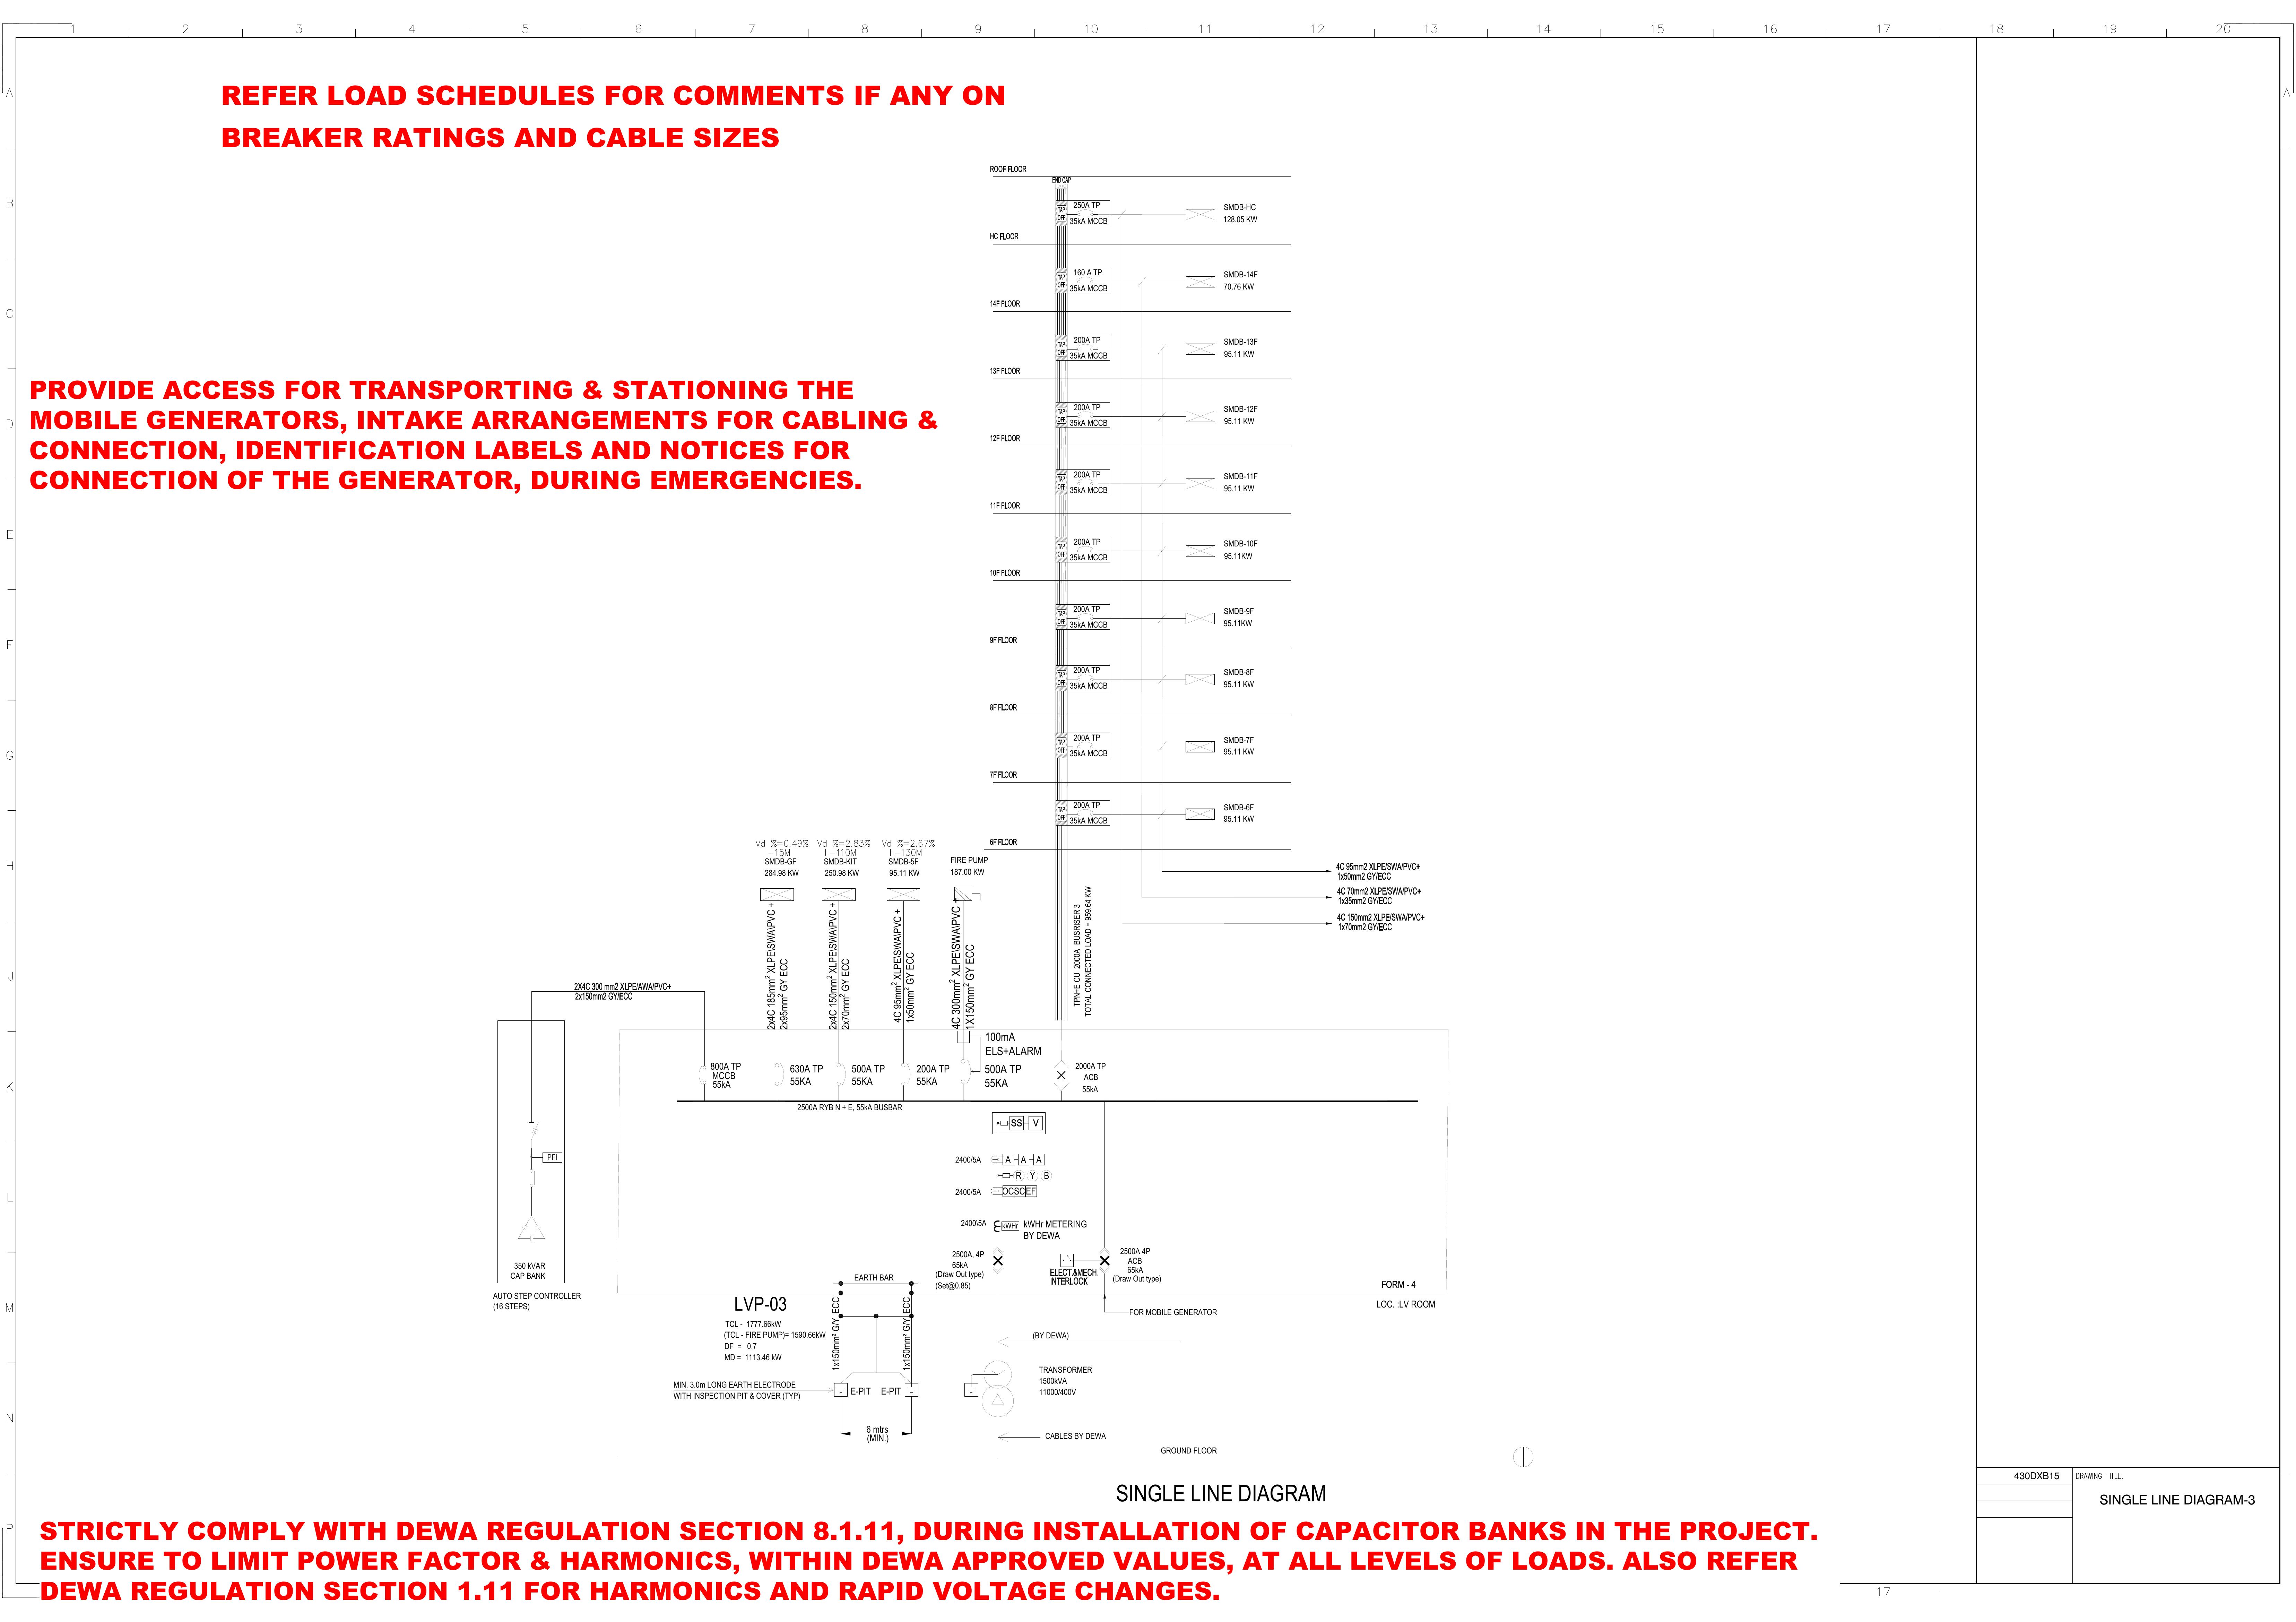 1 2 3 4 5 6 7 8 9 10 11 12 13 14 15 16 17 18 19 20
A
A
B
C
D
E
F
G
H
J
K
L
M
N
P
17
REFER LOAD SCHEDULES FOR COMMENTS IF ANY ON
BREAKER RATINGS AND CABLE SIZES
PROVIDE ACCESS FOR TRANSPORTING & STATIONING THE
MOBILE GENERATORS, INTAKE ARRANGEMENTS FOR CABLING &
CONNECTION, IDENTIFICATION LABELS AND NOTICES FOR
CONNECTION OF THE GENERATOR, DURING EMERGENCIES.
ROOF FLOOR
END CAP
TAP
OFF
250A TP
35kA MCCB
SMDB-HC
128.05 KW
HC FLOOR
TAP
OFF
160 A TP
35kA MCCB
SMDB-14F
70.76 KW
14F FLOOR
TAP
OFF
200A TP
35kA MCCB
SMDB-13F
95.11 KW
13F FLOOR
TAP
OFF
200A TP
35kA MCCB
SMDB-12F
95.11 KW
12F FLOOR
TAP
OFF
200A TP
35kA MCCB
SMDB-11F
95.11 KW
11F FLOOR
TAP
OFF
200A TP
35kA MCCB
SMDB-10F
95.11KW
10F FLOOR
TAP
OFF
200A TP
35kA MCCB
SMDB-9F
95.11KW
9F FLOOR
TAP
OFF
200A TP
35kA MCCB
SMDB-8F
95.11 KW
8F FLOOR
TAP
OFF
200A TP
35kA MCCB
SMDB-7F
95.11 KW
7F FLOOR
TAP
OFF
200A TP
35kA MCCB
SMDB-6F
95.11 KW
6F FLOOR
4C 95mm2 XLPE/SWA/PVC+
1x50mm2 GY/ECC
4C 70mm2 XLPE/SWA/PVC+
1x35mm2 GY/ECC
4C 150mm2 XLPE/SWA/PVC+
1x70mm2 GY/ECC
Vd %=0.49%
L=15M
SMDB-GF
284.98 KW
Vd %=2.83%
L=110M
SMDB-KIT
250.98 KW
Vd %=2.67%
L=130M
SMDB-5F
95.11 KW
FIRE PUMP
187.00 KW
2x4C 185mm² XLPE\SWA\PVC +
2x95mm² GY ECC
2x4C 150mm² XLPE\SWA\PVC +
2x70mm² GY ECC
4C 95mm² XLPE\SWA\PVC +
1x50mm² GY ECC
4C 300mm² XLPE\SWA\PVC +
1X150mm² GY ECC
TPN+E CU 2000A BUSRISER 3
TOTAL CONNECTED LOAD = 959.64 KW
2X4C 300 mm2 XLPE/AWA/PVC+
2x150mm2 GY/ECC
100mA
ELS+ALARM
800A TP
MCCB
55kA
630A TP
55KA
500A TP
55KA
200A TP
55KA
500A TP
55KA
2000A TP
ACB
55kA
2500A RYB N + E, 55kA BUSBAR
SS V
2400/5A A A A
R Y B
2400/5A OC SC EF
2400\5A kWHr kWHr METERING
BY DEWA
2500A, 4P
65kA
(Draw Out type)
(Set@0.85)
ELECT.&MECH.
INTERLOCK
2500A 4P
ACB
65kA
(Draw Out type)
FOR MOBILE GENERATOR
FORM - 4
LOC. :LV ROOM
PFI
350 kVAR
CAP BANK
AUTO STEP CONTROLLER
(16 STEPS)
LVP-03
TCL - 1777.66kW
(TCL - FIRE PUMP)= 1590.66kW
DF = 0.7
MD = 1113.46 kW
EARTH BAR
1x150mm² G/Y ECC
1x150mm² G/Y ECC
MIN. 3.0m LONG EARTH ELECTRODE
WITH INSPECTION PIT & COVER (TYP)
E-PIT E-PIT
6 mtrs
(MIN.)
(BY DEWA)
TRANSFORMER
1500kVA
11000/400V
CABLES BY DEWA
GROUND FLOOR
SINGLE LINE DIAGRAM
430DXB15
DRAWING TITLE.
SINGLE LINE DIAGRAM-3
STRICTLY COMPLY WITH DEWA REGULATION SECTION 8.1.11, DURING INSTALLATION OF CAPACITOR BANKS IN THE PROJECT.
ENSURE TO LIMIT POWER FACTOR & HARMONICS, WITHIN DEWA APPROVED VALUES, AT ALL LEVELS OF LOADS. ALSO REFER
DEWA REGULATION SECTION 1.11 FOR HARMONICS AND RAPID VOLTAGE CHANGES.